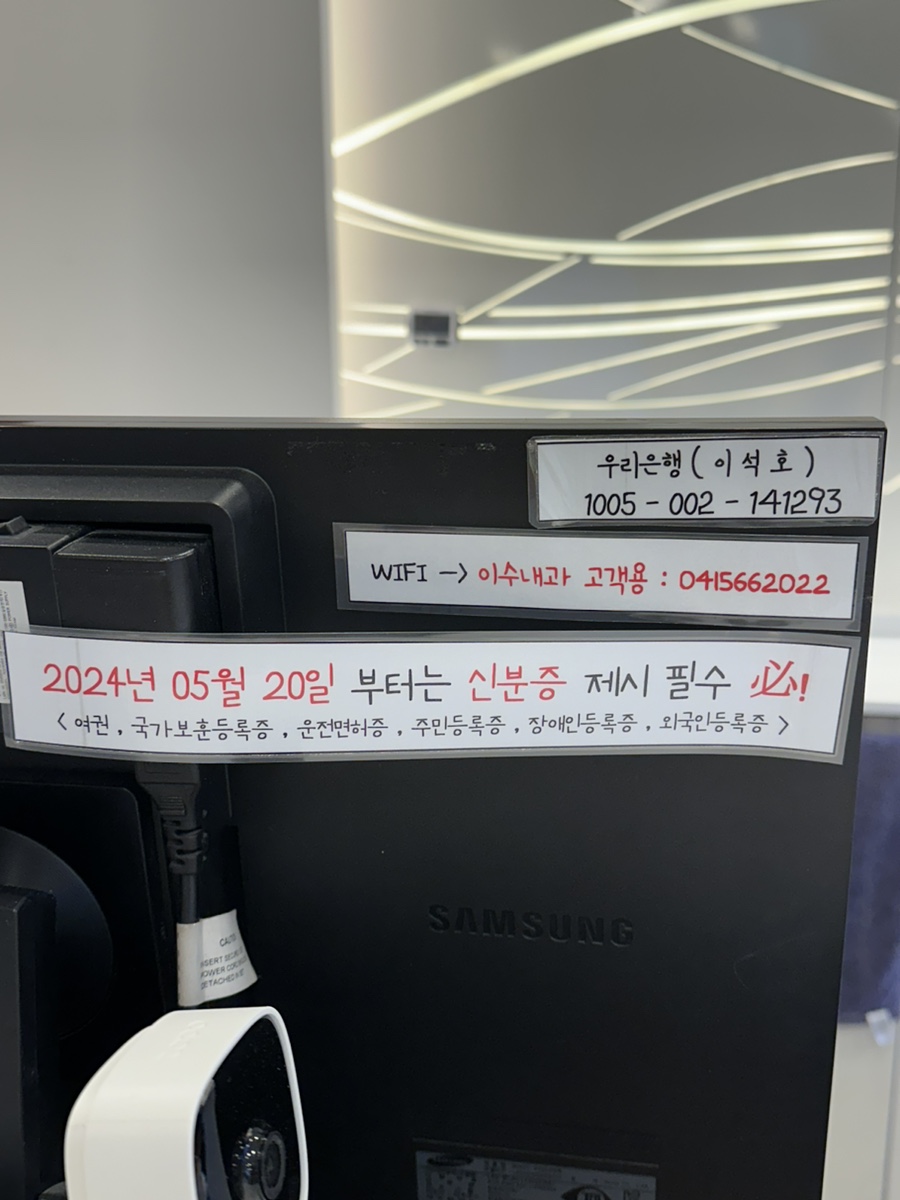 우리은행 ( 이석호 )
1005 - 002 - 141293
WIFI -> 이수내과 고객용 : 0415662022
2024년 05월 20일 부터는 신분증 제시 필수 必!
< 여권 , 국가보훈등록증 , 운전면허증 , 주민등록증 , 장애인등록증 , 외국인등록증 >
SAMSUNG